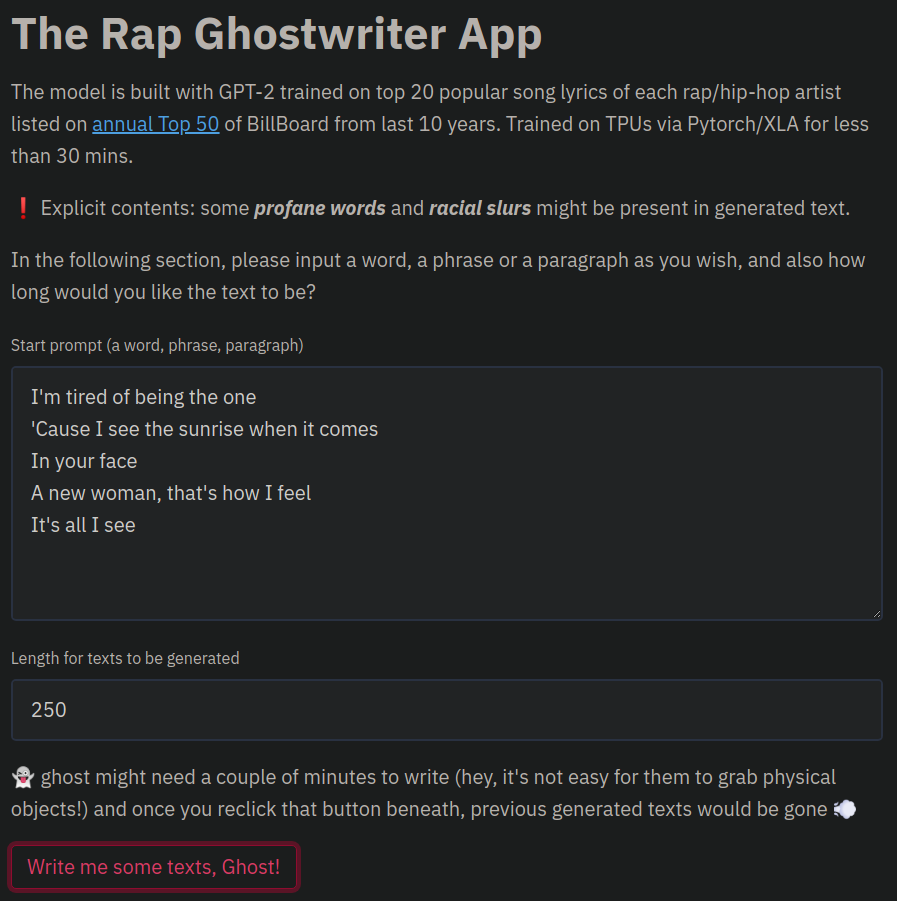 The Rap Ghostwriter App
The model is built with GPT-2 trained on top 20 popular song lyrics of each rap/hip-hop artist
listed on annual Top 50 of BillBoard from last 10 years. Trained on TPUs via Pytorch/XLA for less
than 30 mins.
❗ Explicit contents: some profane words and racial slurs might be present in generated text.
In the following section, please input a word, a phrase or a paragraph as you wish, and also how
long would you like the text to be?
Start prompt (a word, phrase, paragraph)
I'm tired of being the one
'Cause I see the sunrise when it comes
In your face
A new woman, that's how I feel
It's all I see
Length for texts to be generated
250
👻 ghost might need a couple of minutes to write (hey, it's not easy for them to grab physical
objects!) and once you reclick that button beneath, previous generated texts would be gone 💨
Write me some texts, Ghost!